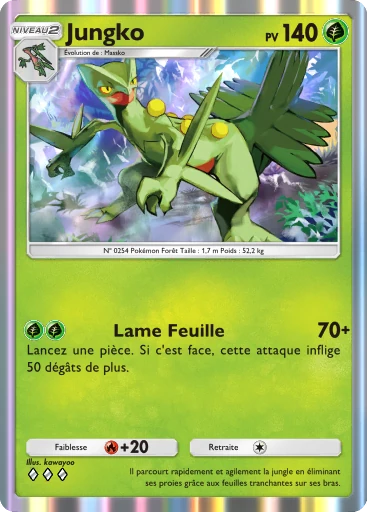 NIVEAU 2
Jungko
PV 140
Évolution de : Massko
N° 0254 Pokémon Forêt Taille : 1,7 m Poids : 52,2 kg
Lame Feuille 70+
Lancez une pièce. Si c'est face, cette attaque inflige
50 dégâts de plus.
Faiblesse +20
Retraite
Illus. kawayoo
Il parcourt rapidement et agilement la jungle en éliminant
ses proies grâce aux feuilles tranchantes sur ses bras.